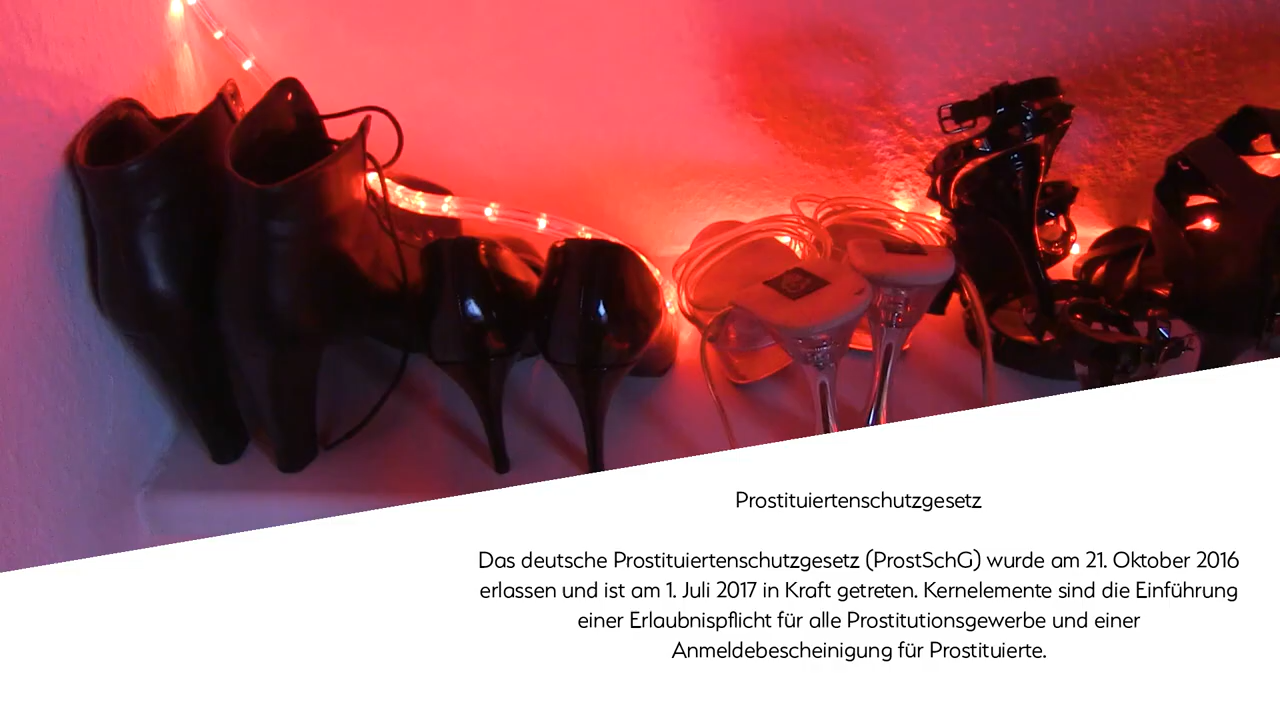 Prostituiertenschutzgesetz
Das deutsche Prostituiertenschutzgesetz (ProstSchG) wurde am 21. Oktober 2016
erlassen und ist am 1. Juli 2017 in Kraft getreten. Kernelemente sind die Einführung
einer Erlaubnispflicht für alle Prostitutionsgewerbe und einer
Anmeldebescheinigung für Prostituierte.